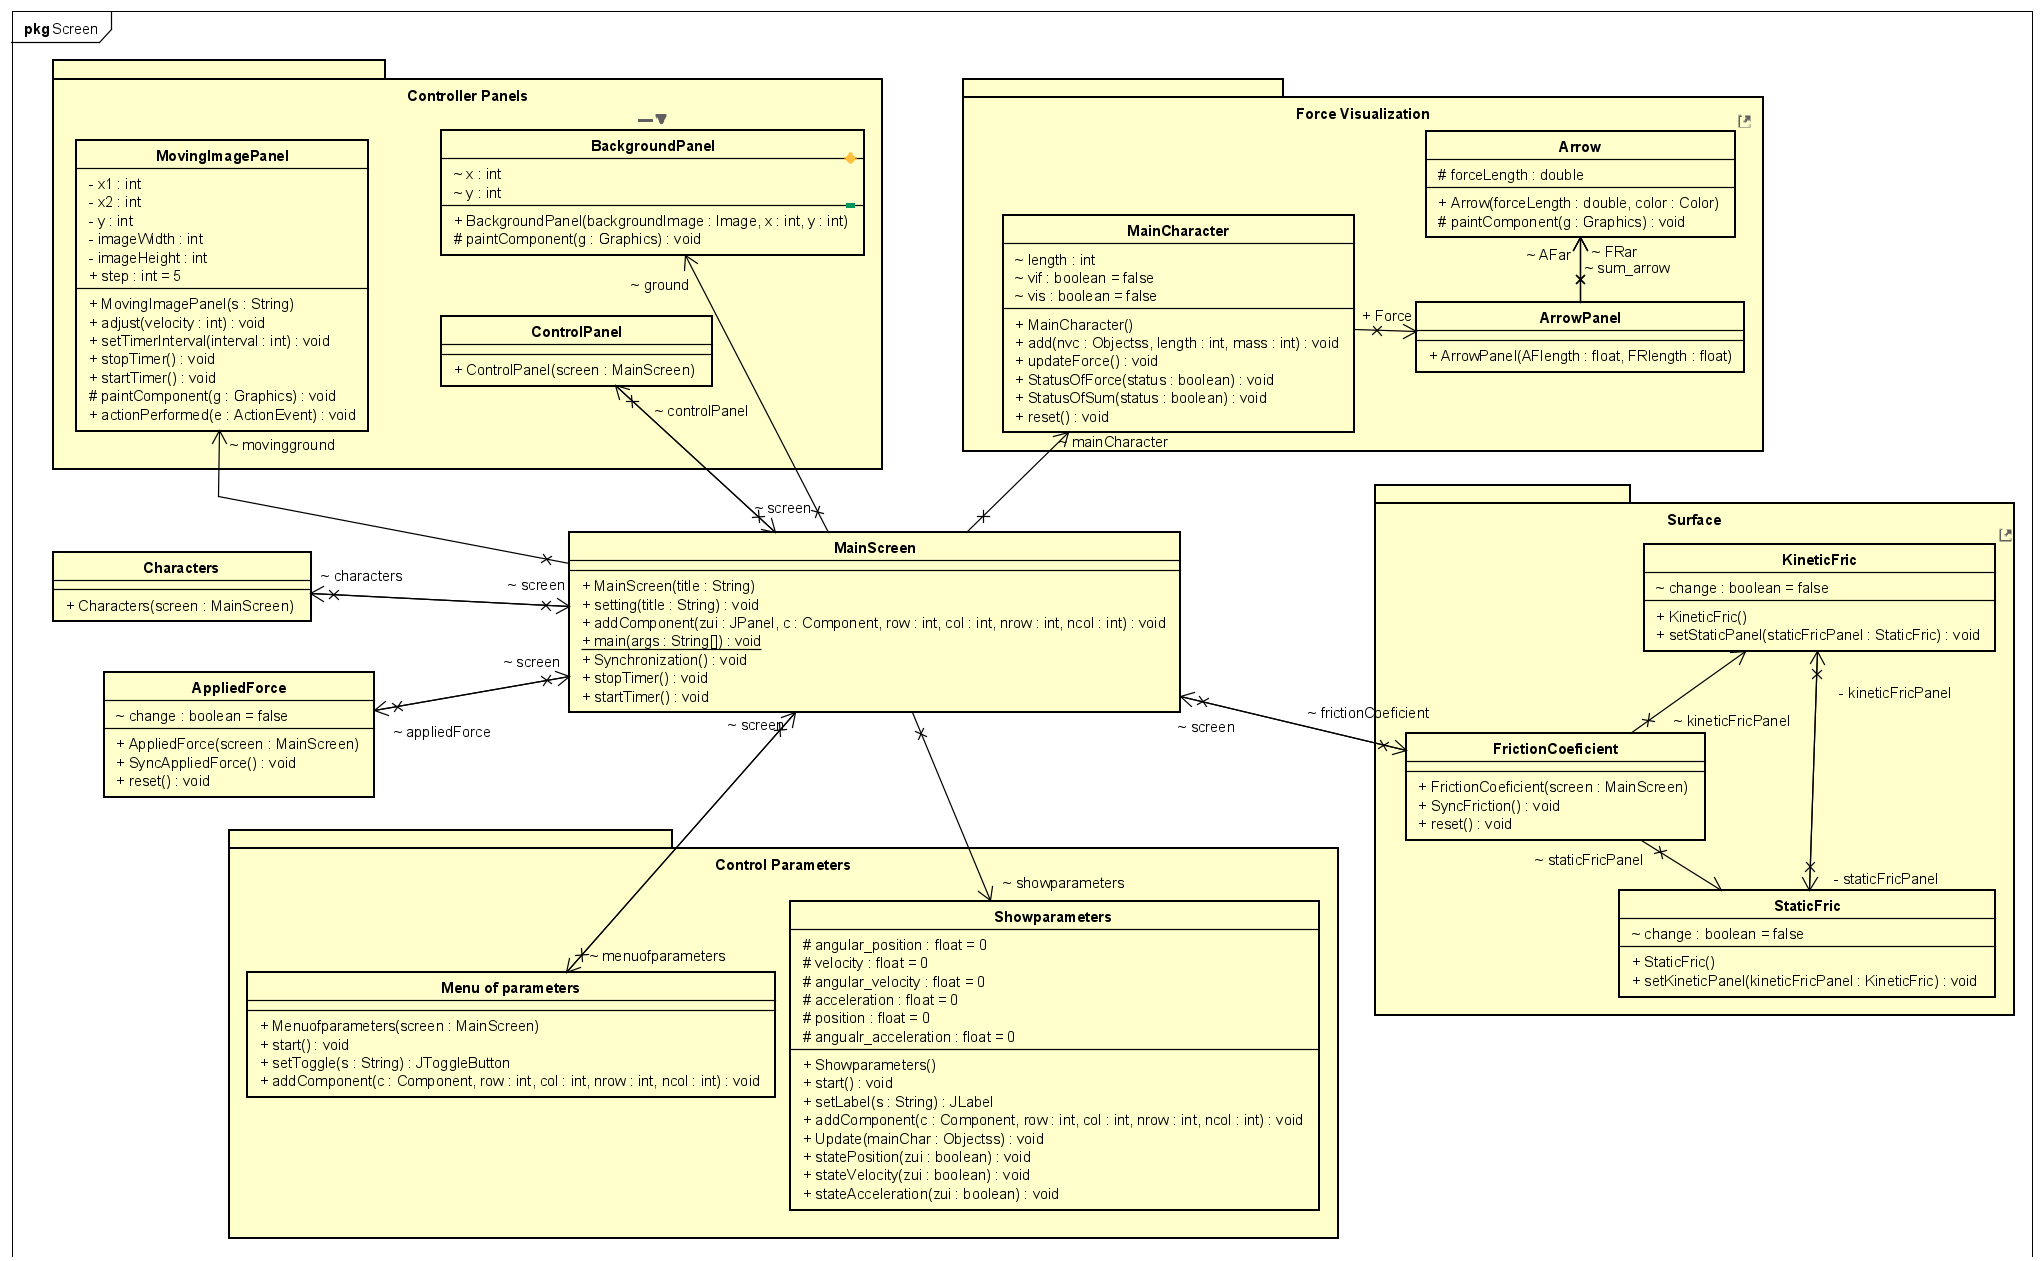 pkg Screen
Controller Panels
MovingImagePanel
- x1 : int
- x2 : int
- y : int
- imageWidth : int
- imageHeight : int
+ step : int = 5
+ MovingImagePanel(s : String)
+ adjust(velocity : int) : void
+ setTimerInterval(interval : int) : void
+ stopTimer() : void
+ startTimer() : void
# paintComponent(g : Graphics) : void
+ actionPerformed(e : ActionEvent) : void
~ movingground
BackgroundPanel
~ x : int
~ y : int
+ BackgroundPanel(backgroundImage : Image, x : int, y : int)
# paintComponent(g : Graphics) : void
~ ground
ControlPanel
+ ControlPanel(screen : MainScreen)
~ controlPanel
~ screen
Force Visualization
Arrow
# forceLength : double
+ Arrow(forceLength : double, color : Color)
# paintComponent(g : Graphics) : void
~ AFar
~ FRar
~ sum_arrow
MainCharacter
~ length : int
~ vif : boolean = false
~ vis : boolean = false
+ MainCharacter()
+ add(nvc : Objectss, length : int, mass : int) : void
+ updateForce() : void
+ StatusOfForce(status : boolean) : void
+ StatusOfSum(status : boolean) : void
+ reset() : void
~ mainCharacter
+ Force
ArrowPanel
+ ArrowPanel(AFlength : float, FRlength : float)
MainScreen
+ MainScreen(title : String)
+ setting(title : String) : void
+ addComponent(zui : JPanel, c : Component, row : int, col : int, nrow : int, ncol : int) : void
+ main(args : String[]) : void
+ Synchronization() : void
+ stopTimer() : void
+ startTimer() : void
Characters
+ Characters(screen : MainScreen)
~ characters
~ screen
AppliedForce
~ change : boolean = false
+ AppliedForce(screen : MainScreen)
+ SyncAppliedForce() : void
+ reset() : void
~ screen
~ appliedForce
~ screen
~ screen
~ frictionCoeficient
Surface
KineticFric
~ change : boolean = false
+ KineticFric()
+ setStaticPanel(staticFricPanel : StaticFric) : void
- kineticFricPanel
~ kineticFricPanel
FrictionCoeficient
+ FrictionCoeficient(screen : MainScreen)
+ SyncFriction() : void
+ reset() : void
~ staticFricPanel
- staticFricPanel
StaticFric
~ change : boolean = false
+ StaticFric()
+ setKineticPanel(kineticFricPanel : KineticFric) : void
Control Parameters
~ menuofparameters
Menu of parameters
+ Menuofparameters(screen : MainScreen)
+ start() : void
+ setToggle(s : String) : JToggleButton
+ addComponent(c : Component, row : int, col : int, nrow : int, ncol : int) : void
~ showparameters
Showparameters
# angular_position : float = 0
# velocity : float = 0
# angular_velocity : float = 0
# acceleration : float = 0
# position : float = 0
# angualr_acceleration : float = 0
+ Showparameters()
+ start() : void
+ setLabel(s : String) : JLabel
+ addComponent(c : Component, row : int, col : int, nrow : int, ncol : int) : void
+ Update(mainChar : Objectss) : void
+ statePosition(zui : boolean) : void
+ stateVelocity(zui : boolean) : void
+ stateAcceleration(zui : boolean) : void